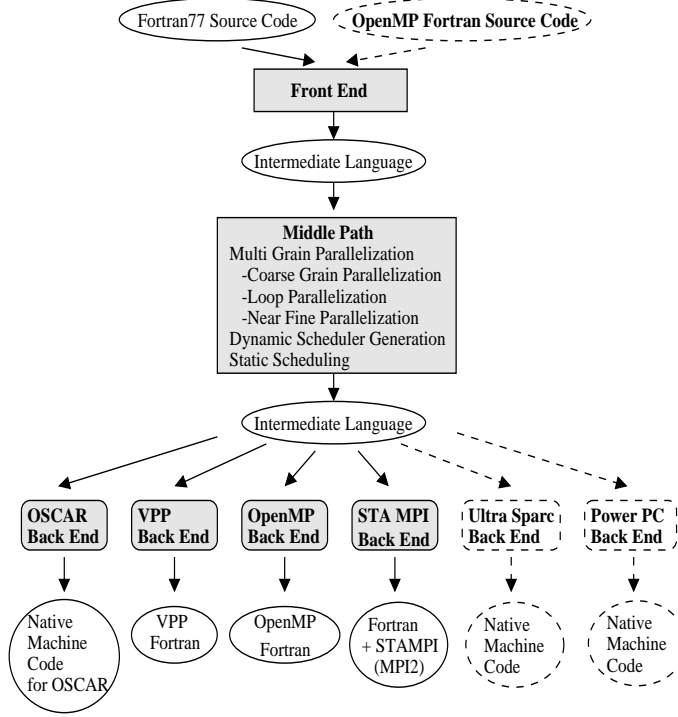 Fortran77 Source Code
OpenMP Fortran Source Code
Front End
Intermediate Language
Middle Path
Multi Grain Parallelization
-Coarse Grain Parallelization
-Loop Parallelization
-Near Fine Parallelization
Dynamic Scheduler Generation
Static Scheduling
Intermediate Language
OSCAR
Back End
VPP
Back End
OpenMP
Back End
STA MPI
Back End
Ultra Sparc
Back End
Power PC
Back End
Native
Machine
Code
for OSCAR
VPP
Fortran
OpenMP
Fortran
Fortran
+ STAMPI
(MPI2)
Native
Machine
Code
Native
Machine
Code